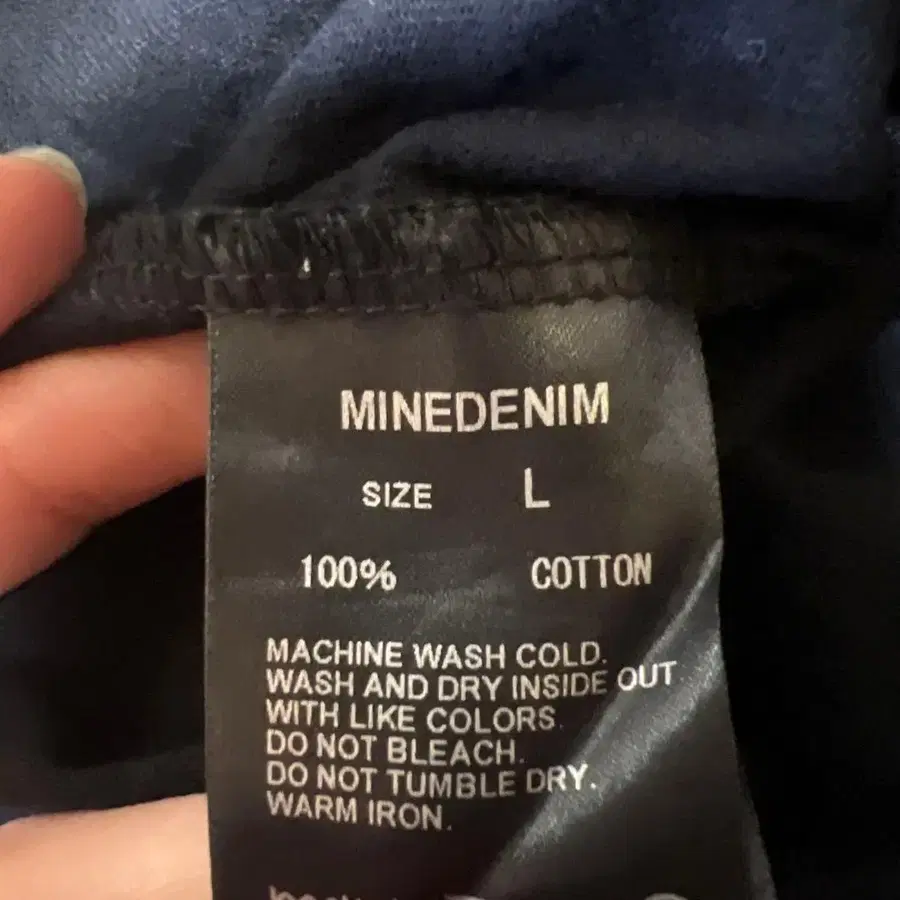 MINEDENIM
SIZE L
100% COTTON
MACHINE WASH COLD.
WASH AND DRY INSIDE OUT
WITH LIKE COLORS.
DO NOT BLEACH.
DO NOT TUMBLE DRY.
WARM IRON.